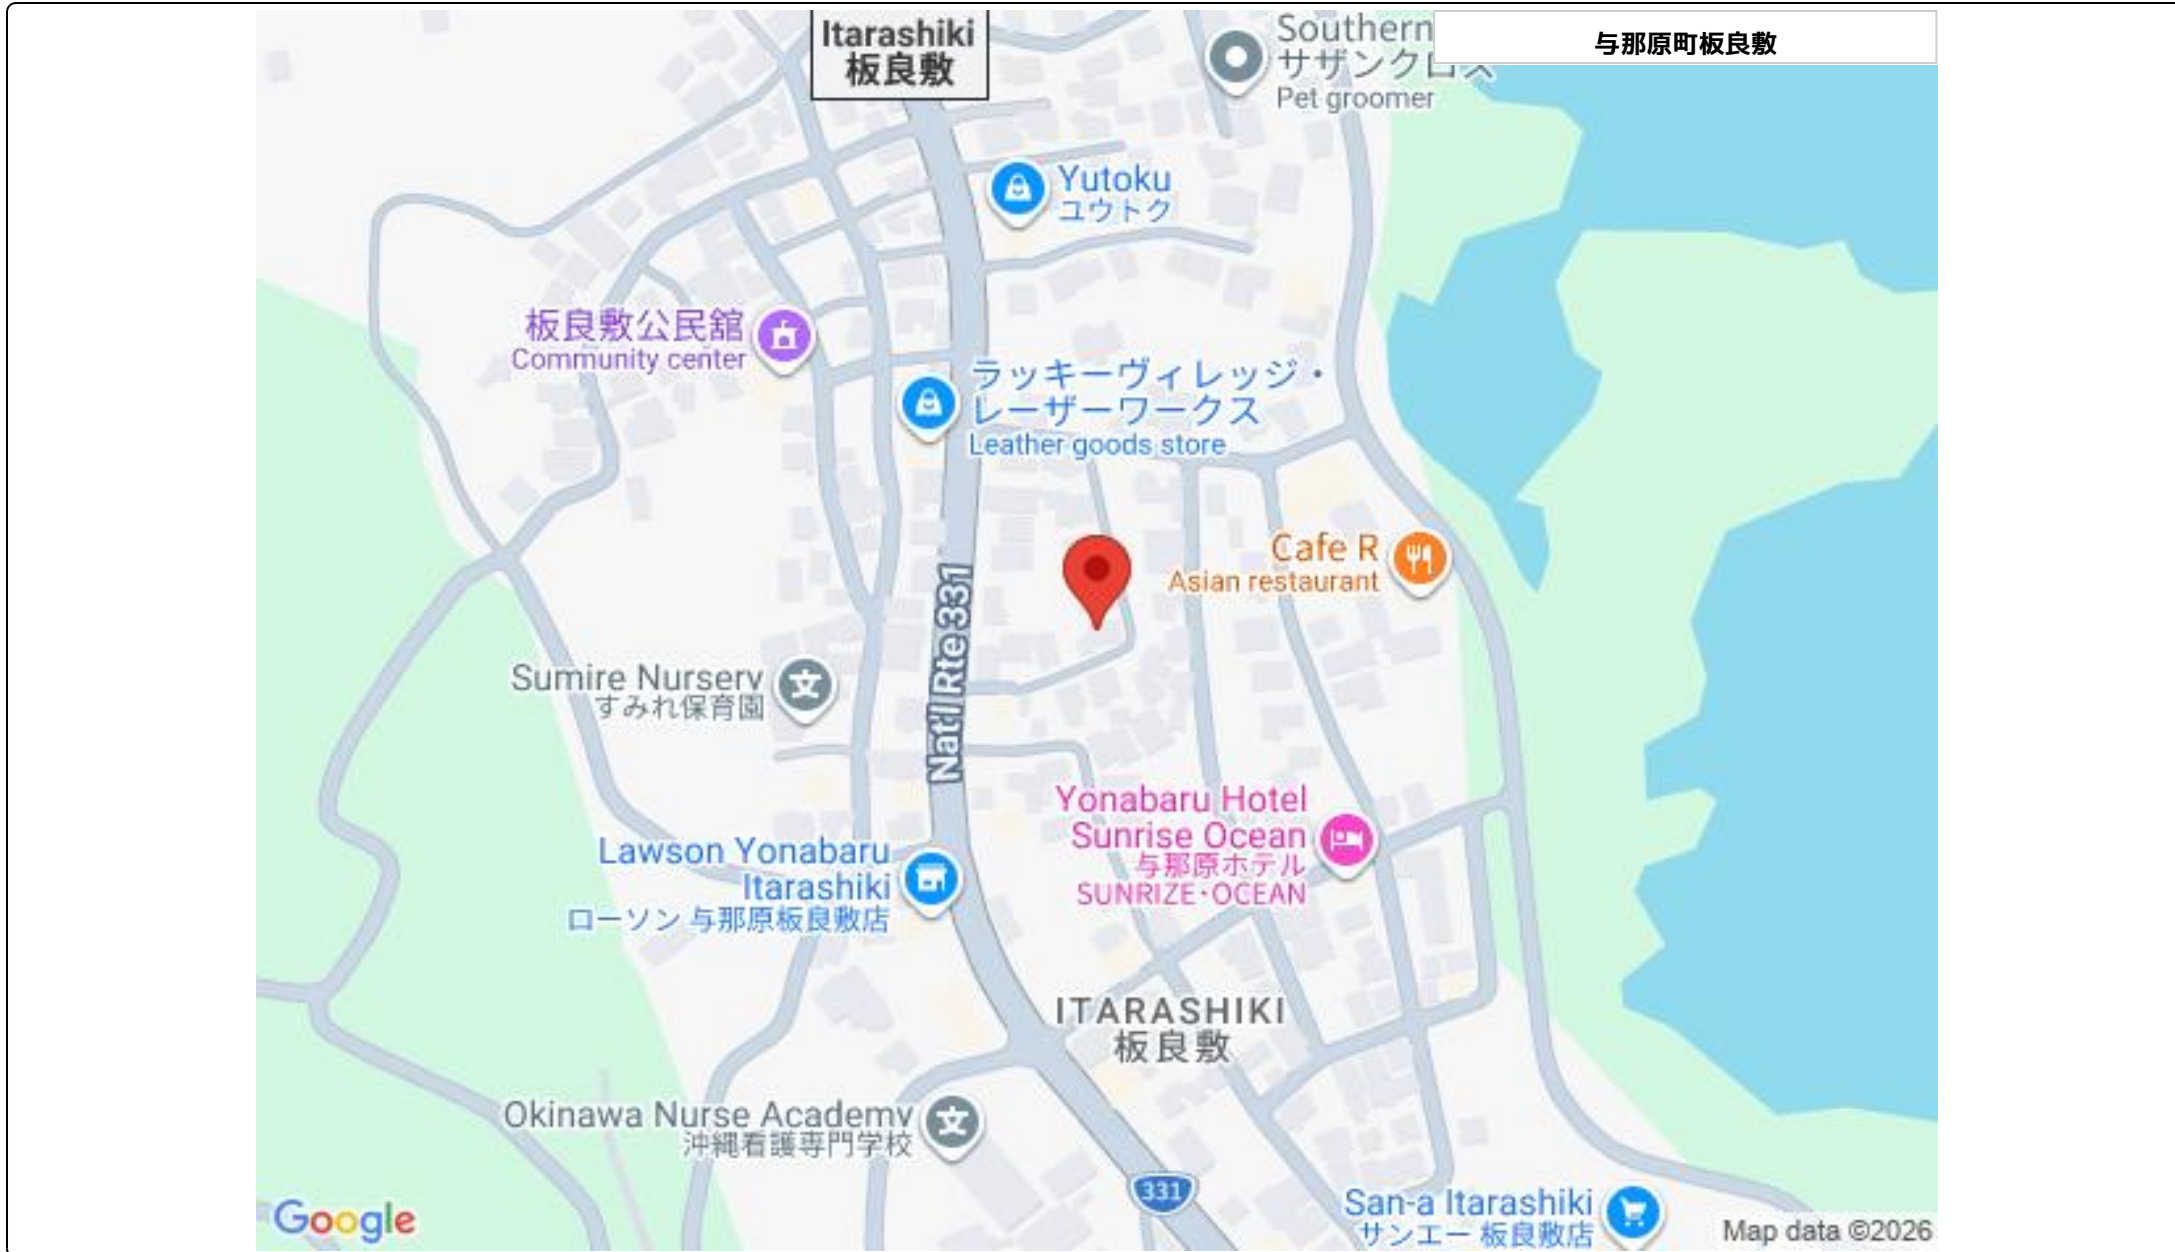 Itarashiki
板良敷
Southern
サザンクロス
Pet groomer
与那原町板良敷
Yutoku
ユウトク
板良敷公民舘
Community center
ラッキーヴィレッジ・
レーザーワークス
Leather goods store
Cafe R
Asian restaurant
Nat'l Rte 331
Sumire Nursery
すみれ保育園
Yonabaru Hotel
Sunrise Ocean
与那原ホテル
SUNRIZE・OCEAN
Lawson Yonabaru
Itarashiki
ローソン 与那原板良敷店
ITARASHIKI
板良敷
Okinawa Nurse Academy
沖縄看護専門学校
331
San-a Itarashiki
サンエー 板良敷店
Google
Map data ©2026